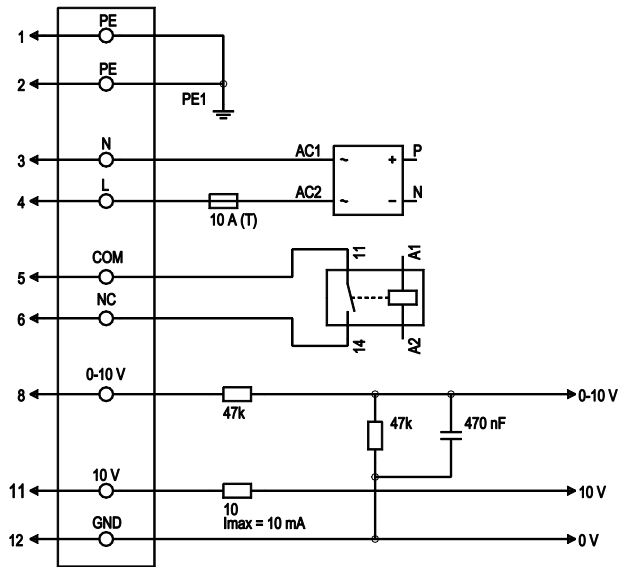 PE
1
PE
2
PE1
N
3
AC1
~
+
P
L
4
10 A (T)
AC2
~
–
N
COM
5
11
A1
NC
6
14
A2
0-10 V
8
47k
47k
470 nF
0-10 V
10 V
11
10
Imax = 10 mA
10 V
GND
12
0 V